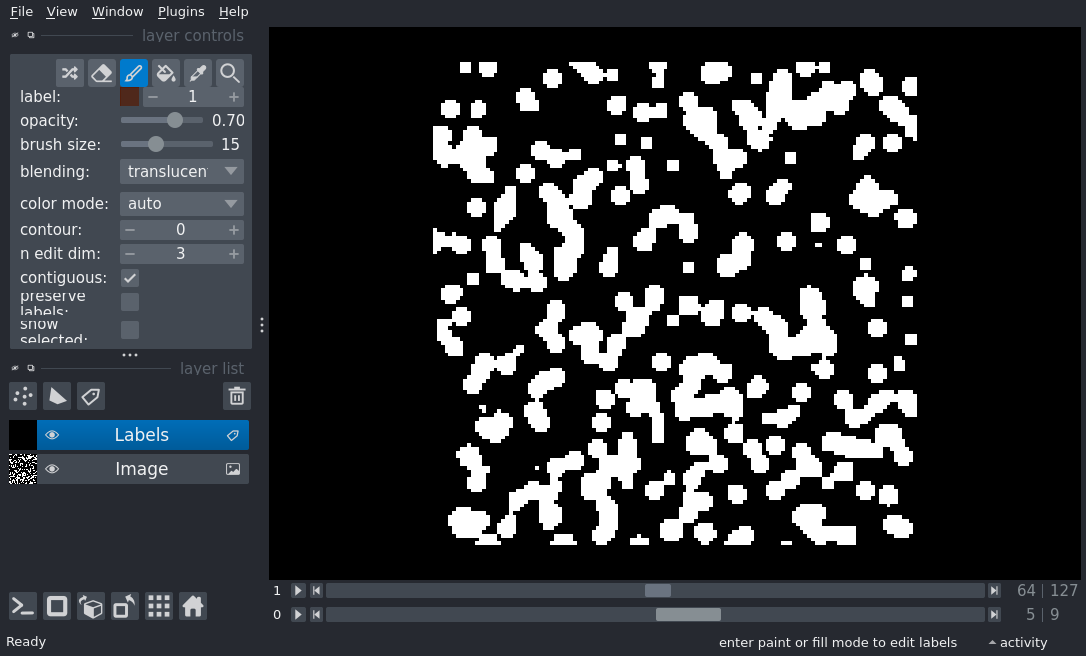 File View Window Plugins Help
layer controls
label: 1
opacity: 0.70
brush size: 15
blending: translucen
color mode: auto
contour: 0
n edit dim: 3
contiguous:
preserve
labels:
show
selected:
layer list
Labels
Image
1 64 127
0 5 9
Ready enter paint or fill mode to edit labels activity